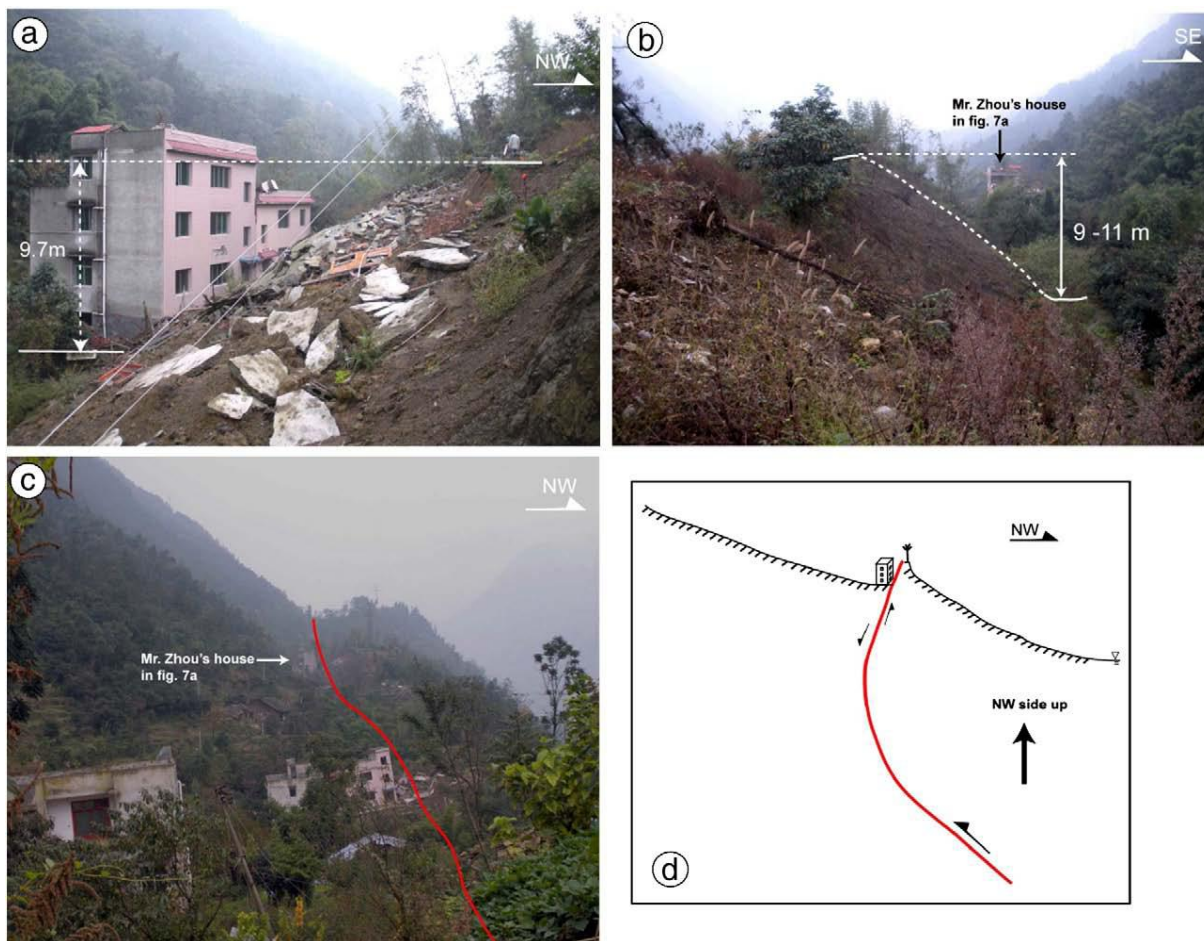 a
NW
9.7m
b
SE
Mr. Zhou's house
in fig. 7a
9 -11 m
c
NW
Mr. Zhou's house
in fig. 7a
NW
NW side up
d